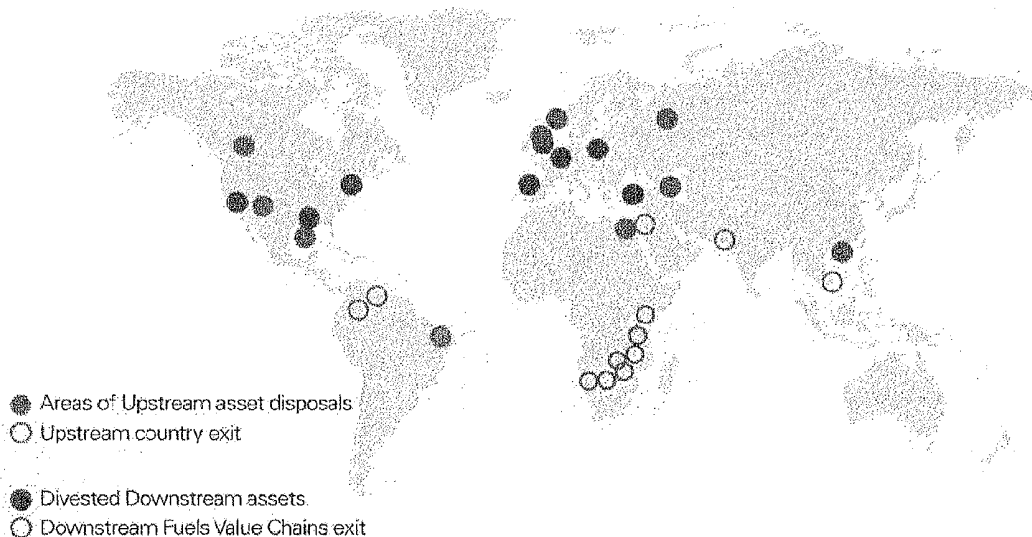 Areas of Upstream asset disposals
Upstream country exit
Divested Downstream assets
Downstream Fuels Value Chains exit